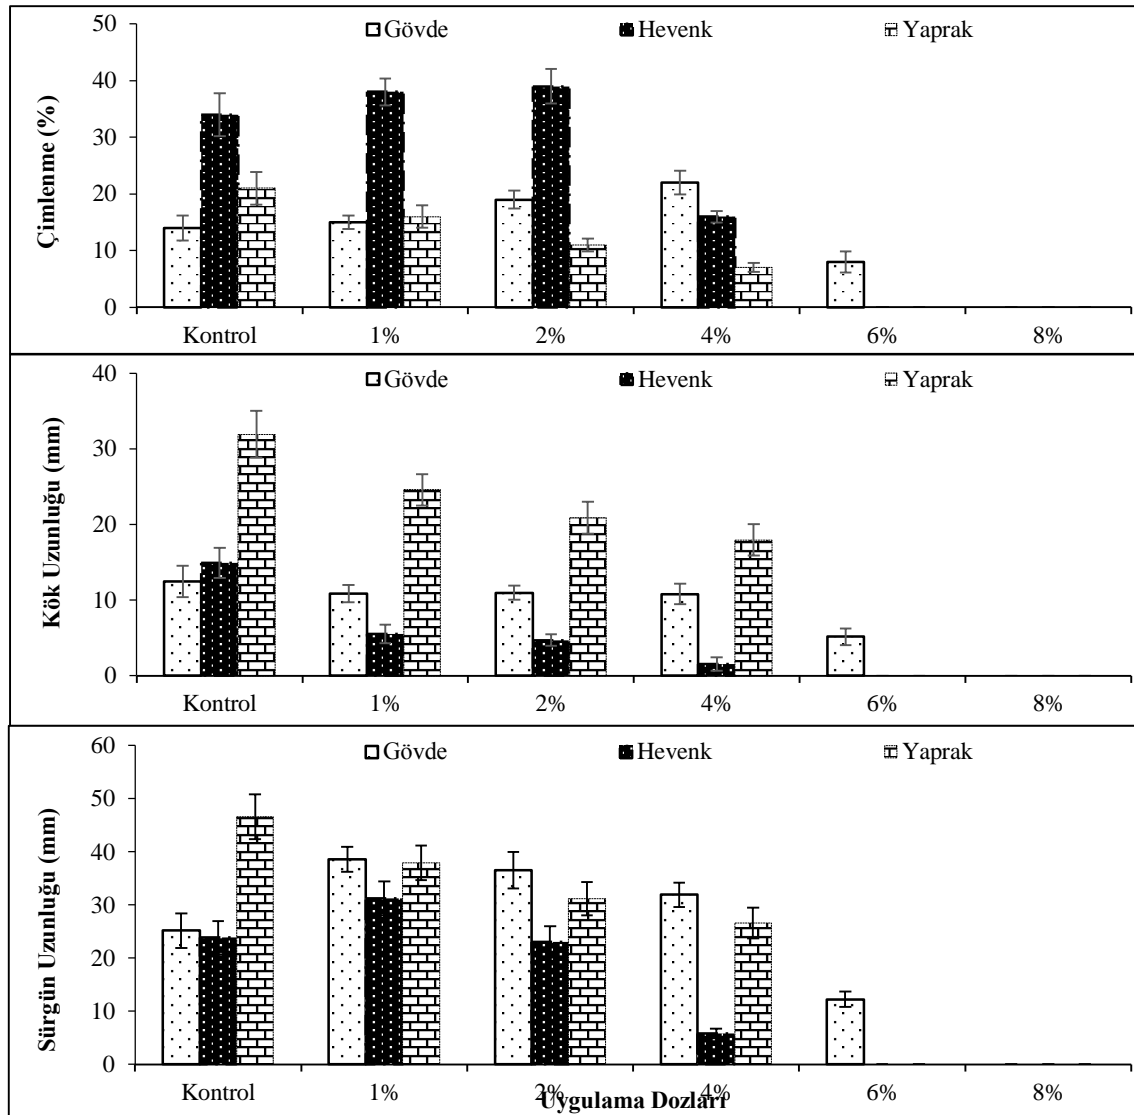 Gövde Hevenk Yaprak
Çimlenme (%)
50
40
30
20
10
0
Kontrol 1% 2% 4% 6% 8%
Gövde Hevenk Yaprak
Kök Uzunluğu (mm)
40
30
20
10
0
Kontrol 1% 2% 4% 6% 8%
Gövde Hevenk Yaprak
Sürgün Uzunluğu (mm)
60
50
40
30
20
10
0
Kontrol 1% 2% 4% 6% 8%
Uygulama Dozları